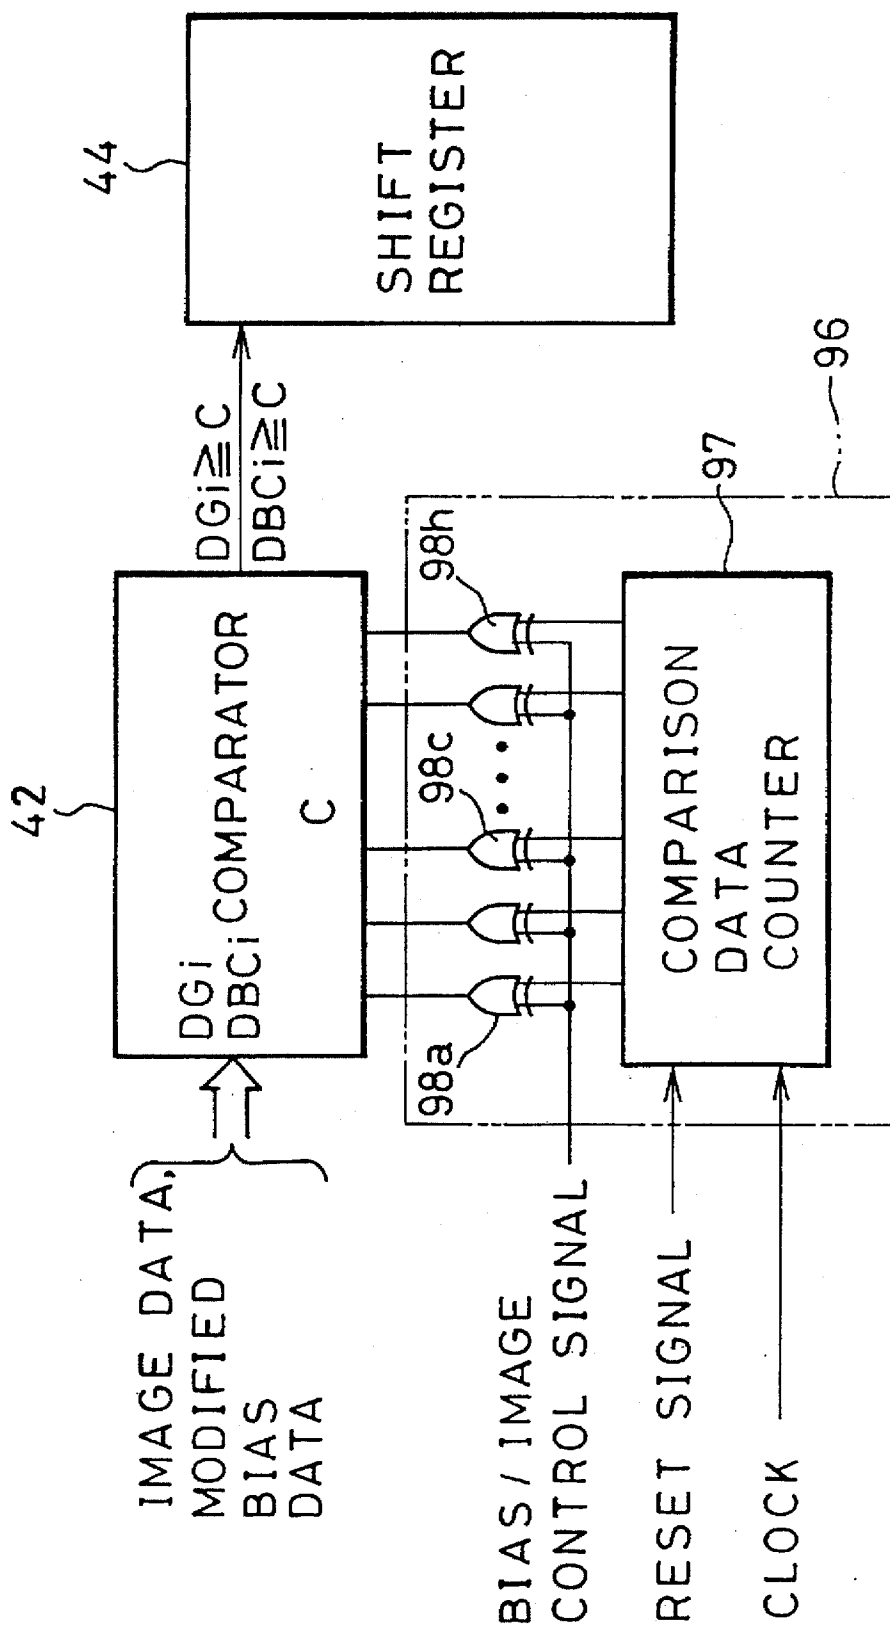 42
44
DGi
DBCi
COMPARATOR
C
DGi≧C
DBCi≧C
SHIFT
REGISTER
IMAGE DATA,
MODIFIED
BIAS
DATA
98a
98c
98h
96
97
BIAS/IMAGE
CONTROL SIGNAL
RESET SIGNAL
CLOCK
COMPARISON
DATA
COUNTER